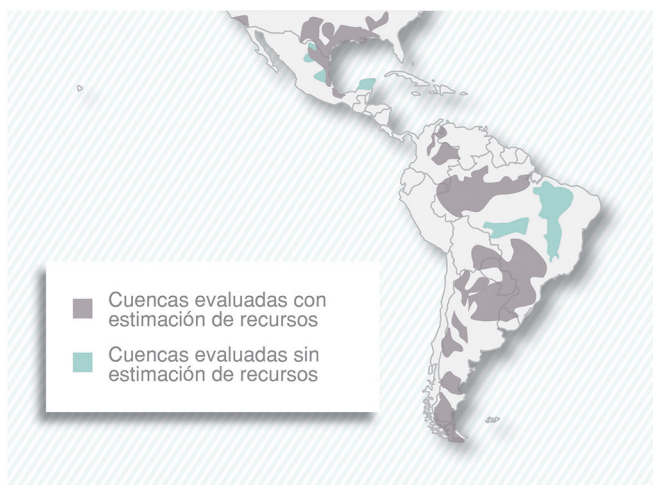 Cuencas evaluadas con
estimación de recursos
Cuencas evaluadas sin
estimación de recursos